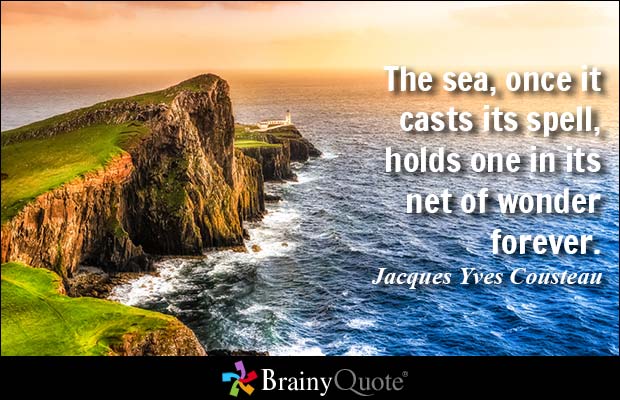 The sea, once it
casts its spell,
holds one in its
net of wonder
forever.
Jacques Yves Cousteau
BrainyQuote®